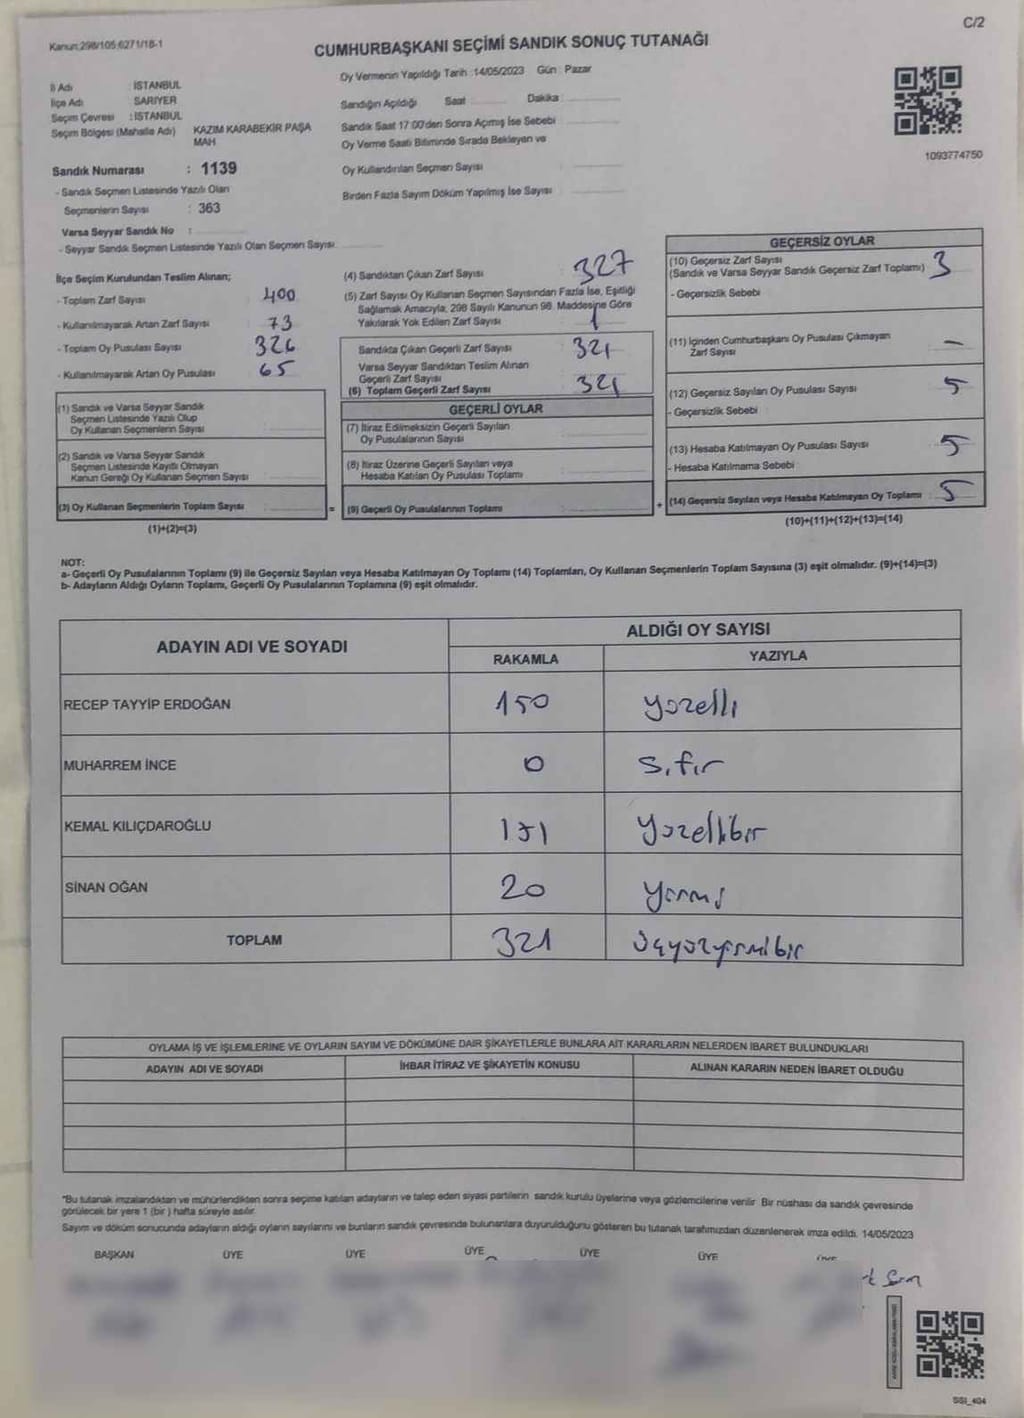 C/2
Kanun:298/105;6271/18-1
CUMHURBAŞKANI SEÇİMİ SANDIK SONUÇ TUTANAĞI
İl Adı : İSTANBUL
İlçe Adı : SARIYER
Seçim Çevresi : İSTANBUL
Seçim Bölgesi (Mahalle Adı) KAZIM KARABEKİR PAŞA
MAH
Sandık Numarası : 1139
- Sandık Seçmen Listesinde Yazılı Olan
Seçmenlerin Sayısı : 363
Varsa Seyyar Sandık No :
- Seyyar Sandık Seçmen Listesinde Yazılı Olan Seçmen Sayısı
Oy Vermenin Yapıldığı Tarih :14/05/2023 Gün : Pazar
Sandığın Açıldığı Saat Dakika :
Sandık Saat 17:00'den Sonra Açımış İse Sebebi
Oy Verme Saati Bitiminde Sırada Bekleyen ve
Oy Kullandırılan Seçmen Sayısı
Birden Fazla Sayım Döküm Yapılmış İse Sayısı
1093774750
İlçe Seçim Kurulundan Teslim Alınan;
- Toplam Zarf Sayısı 400
- Kullanılmayarak Artan Zarf Sayısı 73
- Toplam Oy Pusulası Sayısı 326
- Kullanılmayarak Artan Oy Pusulası 65
(1) Sandık ve Varsa Seyyar Sandık
Seçmen Listesinde Yazılı Olup
Oy Kullanan Seçmenlerin Sayısı
(2) Sandık ve Varsa Seyyar Sandık
Seçmen Listesinde Kayıtlı Olmayan
Kanun Gereği Oy Kullanan Seçmen Sayısı
(3) Oy Kullanan Seçmenlerin Toplam Sayısı
(1)+(2)=(3)
=
(4) Sandıktan Çıkan Zarf Sayısı 327
(5) Zarf Sayısı Oy Kullanan Seçmen Sayısından Fazla İse, Eşitliği
Sağlamak Amacıyla, 298 Sayılı Kanunun 98. Maddesine Göre
Yakılarak Yok Edilen Zarf Sayısı 1
Sandıkta Çıkan Geçerli Zarf Sayısı 321
Varsa Seyyar Sandıktan Teslim Alınan
Geçerli Zarf Sayısı
(6) Toplam Geçerli Zarf Sayısı 321
GEÇERLİ OYLAR
(7) İtiraz Edilmeksizin Geçerli Sayılan
Oy Pusulalarının Sayısı
(8) İtiraz Üzerine Geçerli Sayılan veya
Hesaba Katılan Oy Pusulası Toplamı
(9) Geçerli Oy Pusulalarının Toplamı
+
GEÇERSİZ OYLAR
(10) Geçersiz Zarf Sayısı
(Sandık ve Varsa Seyyar Sandık Geçersiz Zarf Toplamı) 3
- Geçersizlik Sebebi
(11) İçinden Cumhurbaşkanı Oy Pusulası Çıkmayan
Zarf Sayısı -
(12) Geçersiz Sayılan Oy Pusulası Sayısı 5
- Geçersizlik Sebebi
(13) Hesaba Katılmayan Oy Pusulası Sayısı 5
- Hesaba Katılmama Sebebi
(14) Geçersiz Sayılan veya Hesaba Katılmayan Oy Toplamı 5
(10)+(11)+(12)+(13)=(14)
NOT:
a- Geçerli Oy Pusulalarının Toplamı (9) ile Geçersiz Sayılan veya Hesaba Katılmayan Oy Toplamı (14) Toplamları, Oy Kullanan Seçmenlerin Toplam Sayısına (3) eşit olmalıdır. (9)+(14)=(3)
b- Adayların Aldığı Oyların Toplamı, Geçerli Oy Pusulalarının Toplamına (9) eşit olmalıdır.
ADAYIN ADI VE SOYADI ALDIĞI OY SAYISI
RAKAMLA YAZIYLA
RECEP TAYYİP ERDOĞAN 150 yüzelli
MUHARREM İNCE 0 sıfır
KEMAL KILIÇDAROĞLU 151 yüzellibir
SİNAN OĞAN 20 yirmi
TOPLAM 321 üçyüzyirmibir
OYLAMA İŞ VE İŞLEMLERİNE VE OYLARIN SAYIM VE DÖKÜMÜNE DAİR ŞİKAYETLERLE BUNLARA AİT KARARLARIN NELERDEN İBARET BULUNDUKLARI
ADAYIN ADI VE SOYADI İHBAR İTİRAZ VE ŞİKAYETİN KONUSU ALINAN KARARIN NEDEN İBARET OLDUĞU
*Bu tutanak imzalandıktan ve mühürlendikten sonra seçime katılan adayların ve talep eden siyasi partilerin sandık kurulu üyelerine veya gözlemcilerine verilir. Bir nüshası da sandık çevresinde
görülecek bir yere 1 (bir) hafta süreyle asılır.
Sayım ve döküm sonucunda adayların aldığı oyların sayılarını ve bunların sandık çevresinde bulunanlara duyurulduğunu gösteren bu tutanak tarafımızdan düzenlenerek imza edildi. 14/05/2023
BAŞKAN ÜYE ÜYE ÜYE ÜYE ÜYE ÜYE
SSI_404